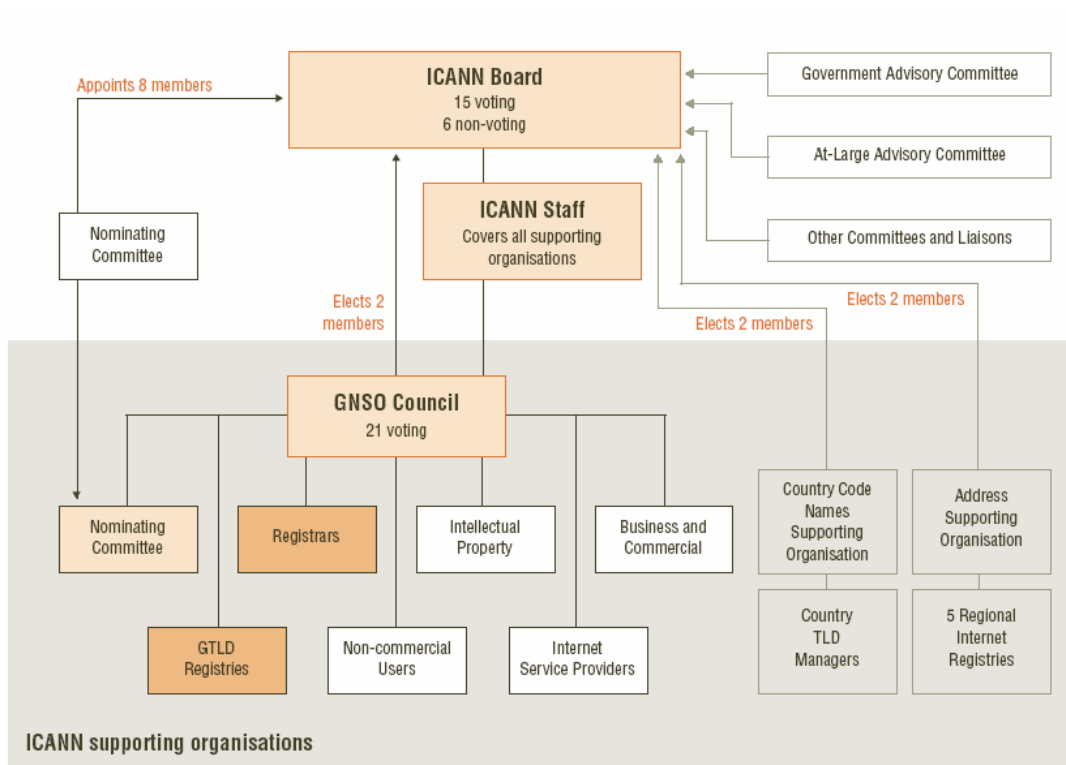 ICANN Board
15 voting
6 non-voting
Appoints 8 members
Government Advisory Committee
At-Large Advisory Committee
Other Committees and Liaisons
Nominating
Committee
ICANN Staff
Covers all supporting
organisations
Elects 2
members
Elects 2 members
Elects 2 members
GNSO Council
21 voting
Nominating
Committee
Registrars
Intellectual
Property
Business and
Commercial
Country Code
Names
Supporting
Organisation
Address
Supporting
Organisation
GTLD
Registries
Non-commercial
Users
Internet
Service Providers
Country
TLD
Managers
5 Regional
Internet
Registries
ICANN supporting organisations